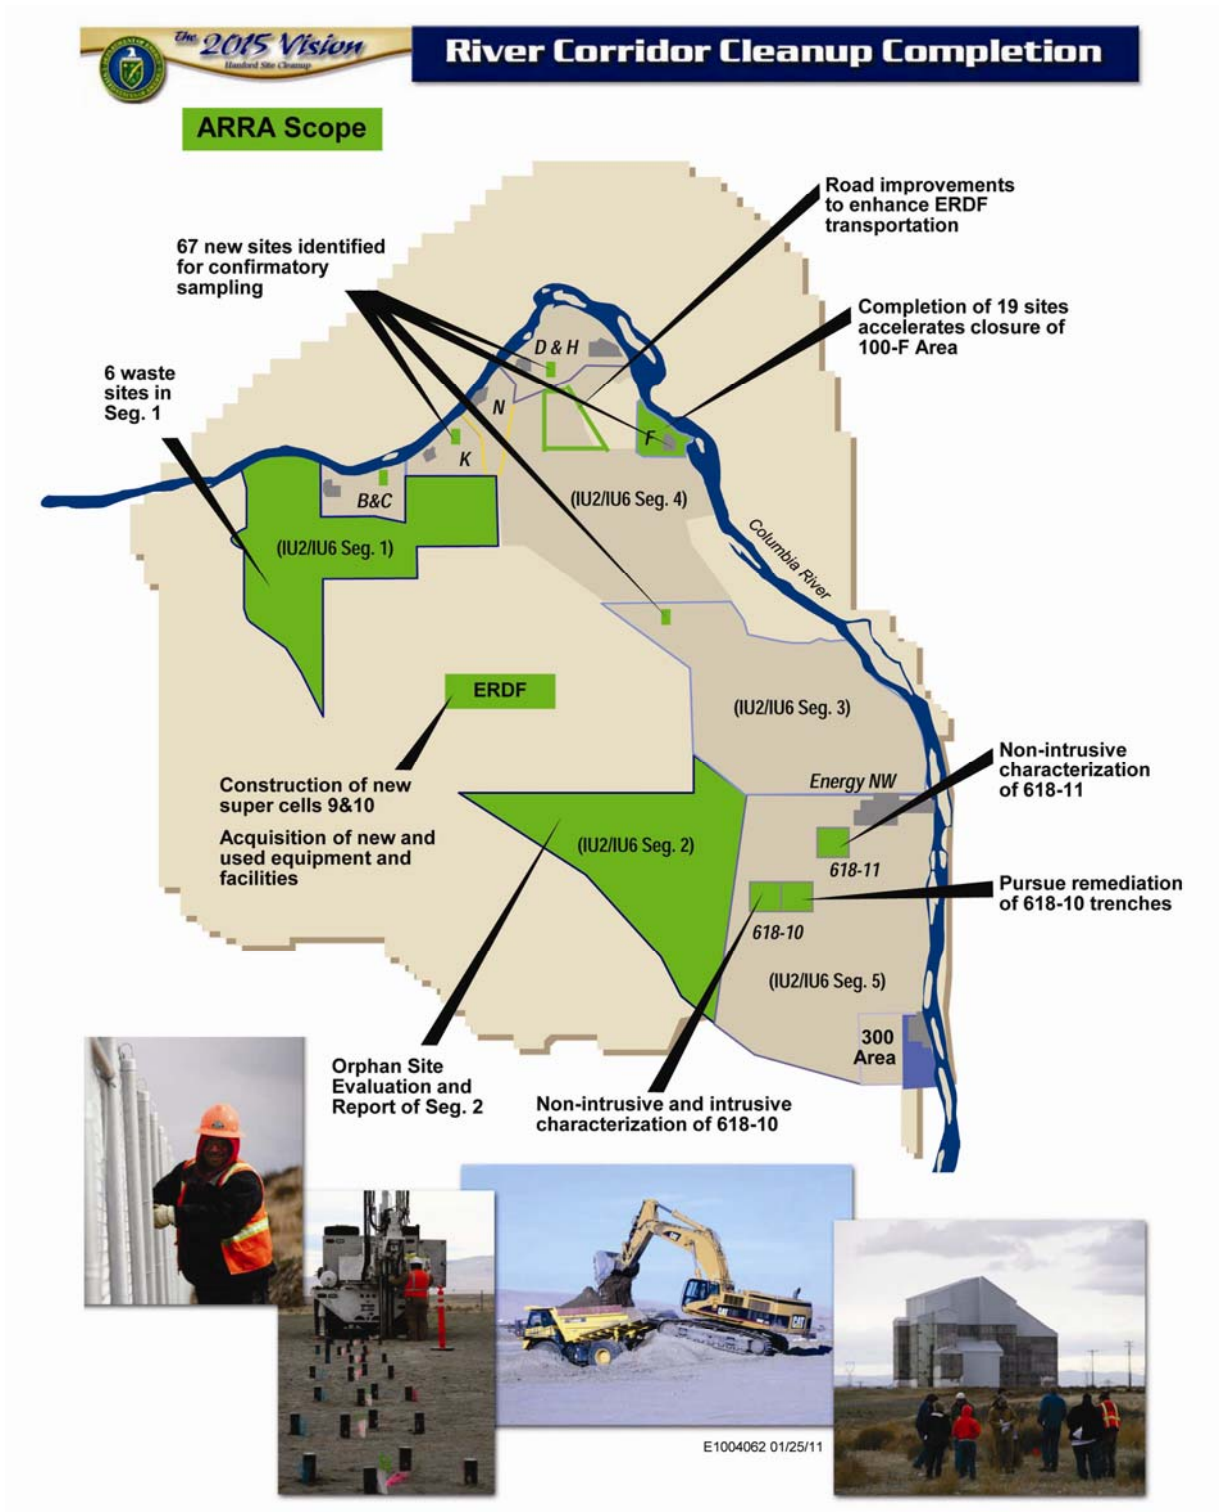 The 2015 Vision
Hanford Site Cleanup
River Corridor Cleanup Completion
ARRA Scope
Road improvements
to enhance ERDF
transportation
67 new sites identified
for confirmatory
sampling
Completion of 19 sites
accelerates closure of
100-F Area
D & H
6 waste
sites in
Seg. 1
N
F
K
B&C
(IU2/IU6 Seg. 4)
Columbia River
(IU2/IU6 Seg. 1)
ERDF
(IU2/IU6 Seg. 3)
Construction of new
super cells 9&10
Acquisition of new and
used equipment and
facilities
Energy NW
Non-intrusive
characterization
of 618-11
(IU2/IU6 Seg. 2)
618-11
Pursue remediation
of 618-10 trenches
618-10
(IU2/IU6 Seg. 5)
300
Area
Orphan Site
Evaluation and
Report of Seg. 2
Non-intrusive and intrusive
characterization of 618-10
CAT
CAT
E1004062 01/25/11